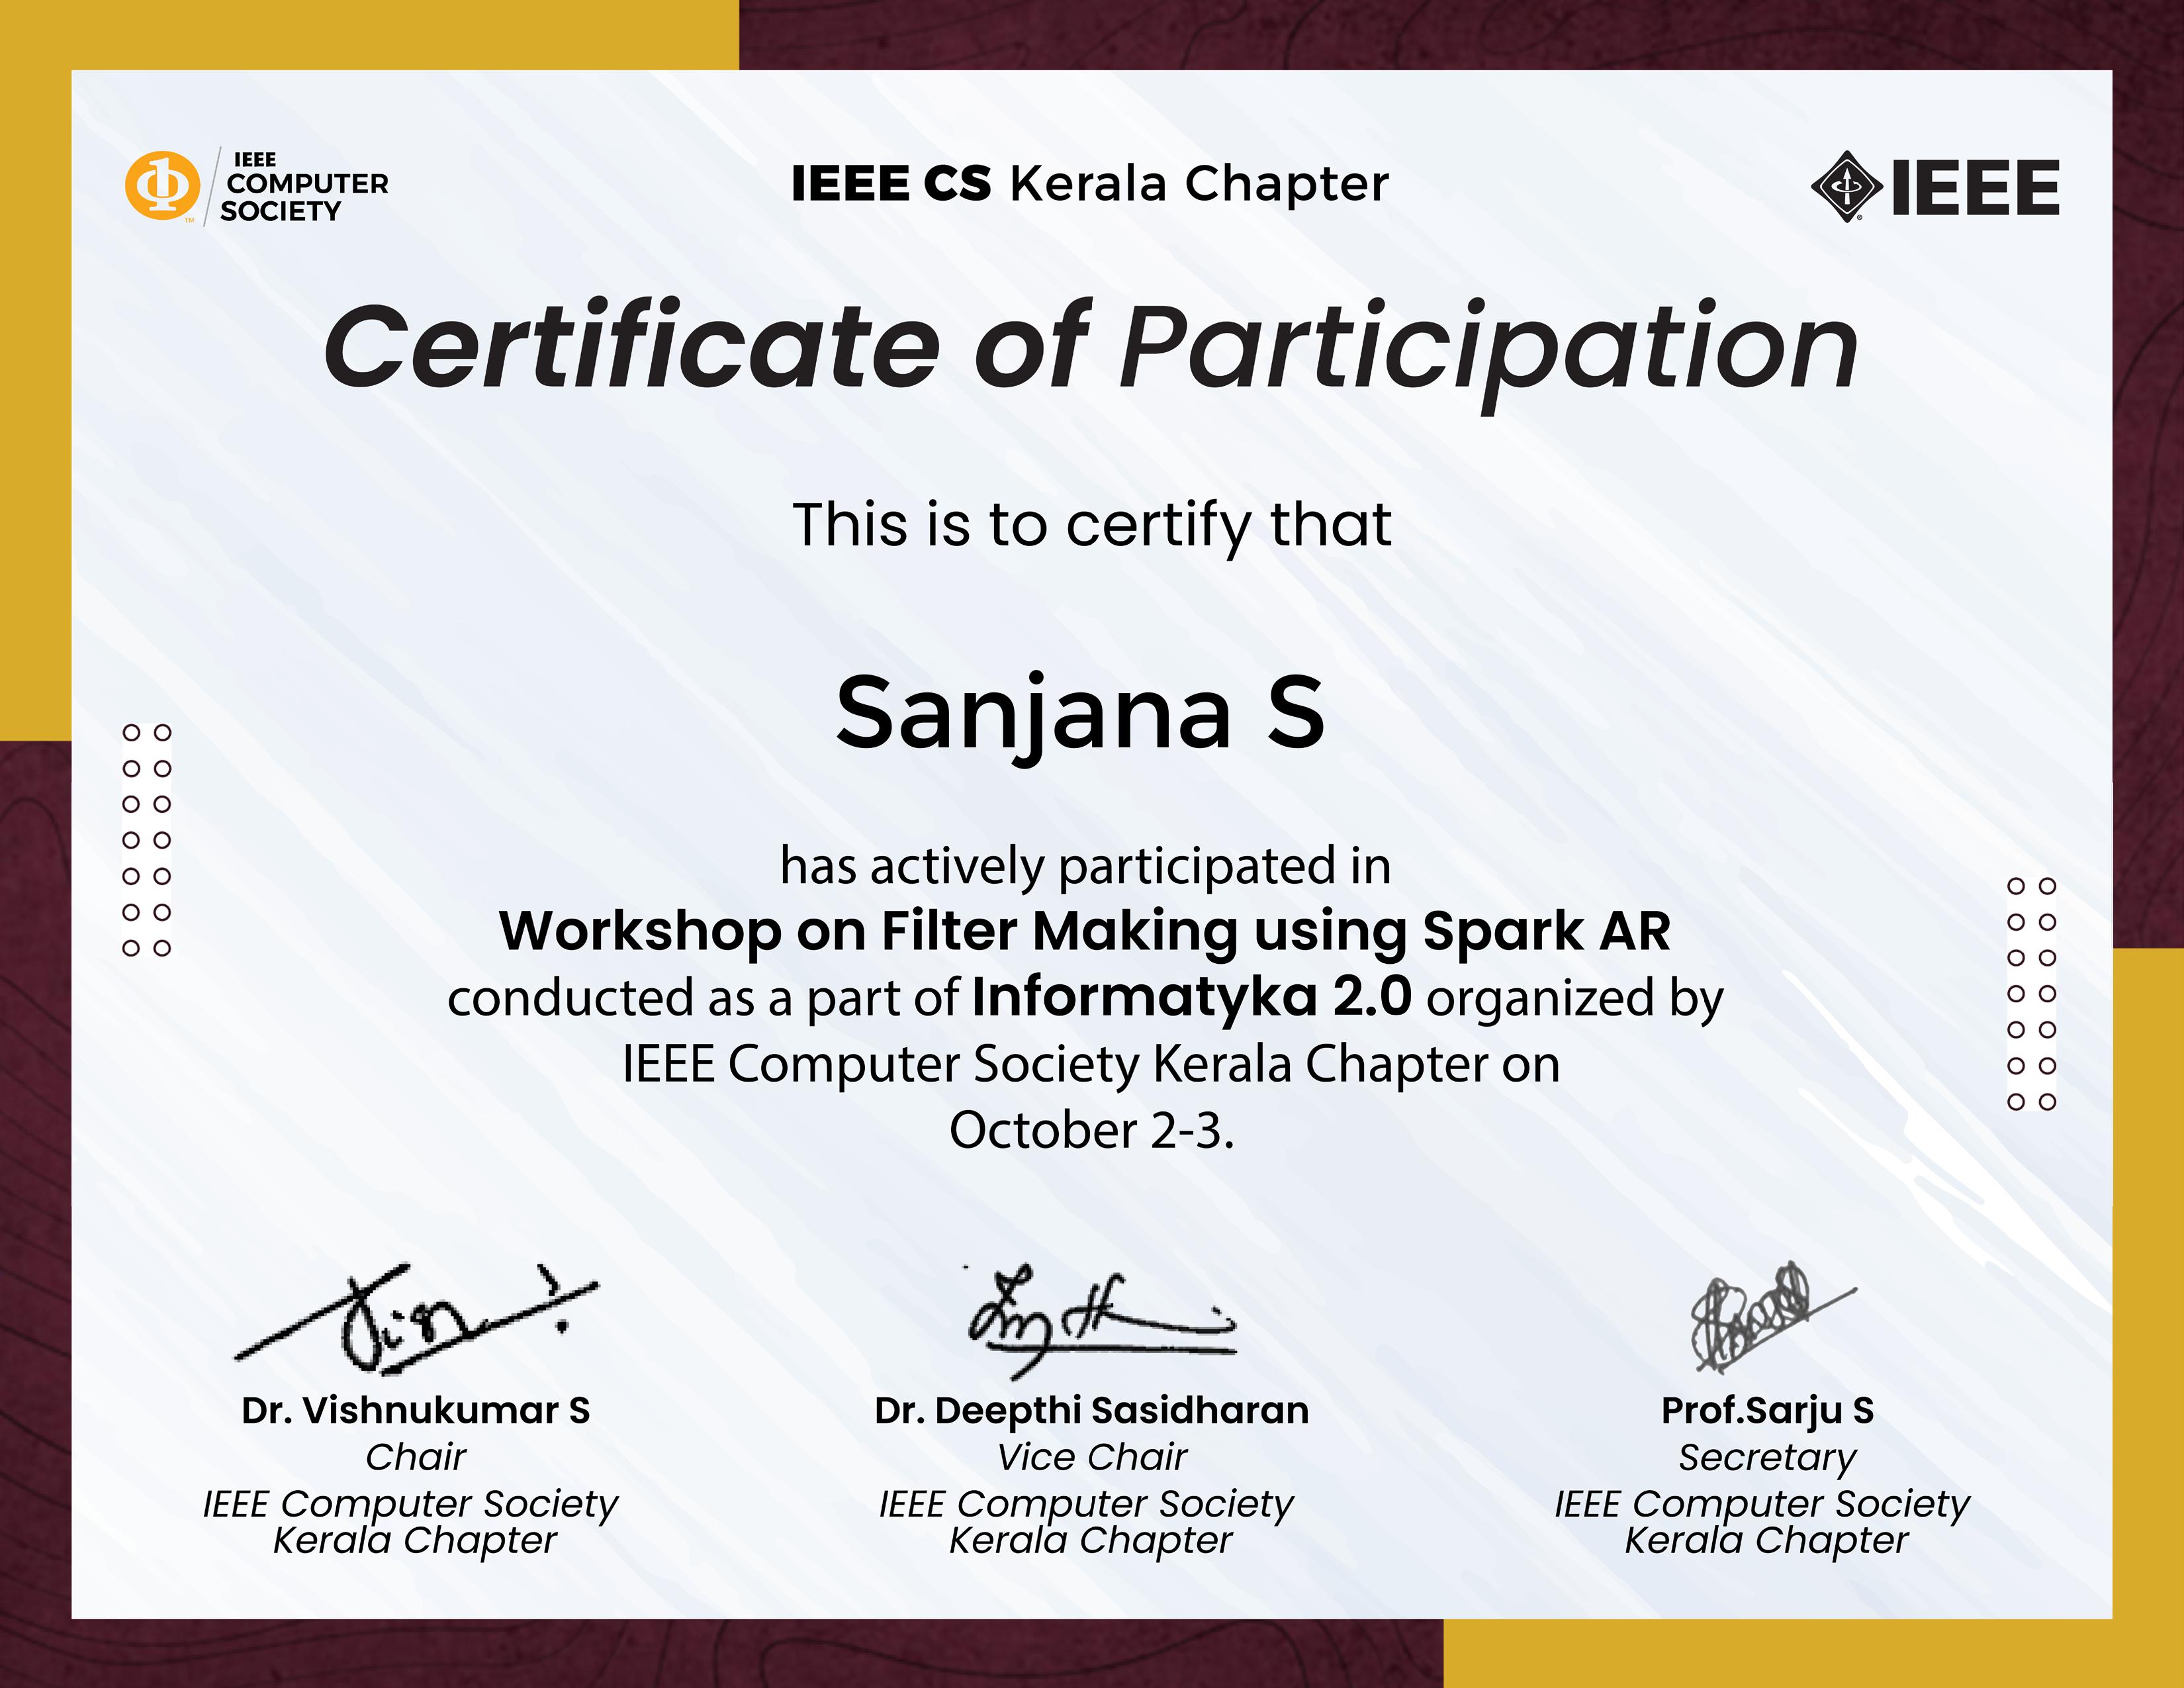 IEEE
COMPUTER
SOCIETY
TM
IEEE CS Kerala Chapter
IEEE
Certificate of Participation
This is to certify that
Sanjana S
has actively participated in
Workshop on Filter Making using Spark AR
conducted as a part of Informatyka 2.0 organized by
IEEE Computer Society Kerala Chapter on
October 2-3.
Dr. Vishnukumar S
Chair
IEEE Computer Society
Kerala Chapter
Dr. Deepthi Sasidharan
Vice Chair
IEEE Computer Society
Kerala Chapter
Prof.Sarju S
Secretary
IEEE Computer Society
Kerala Chapter